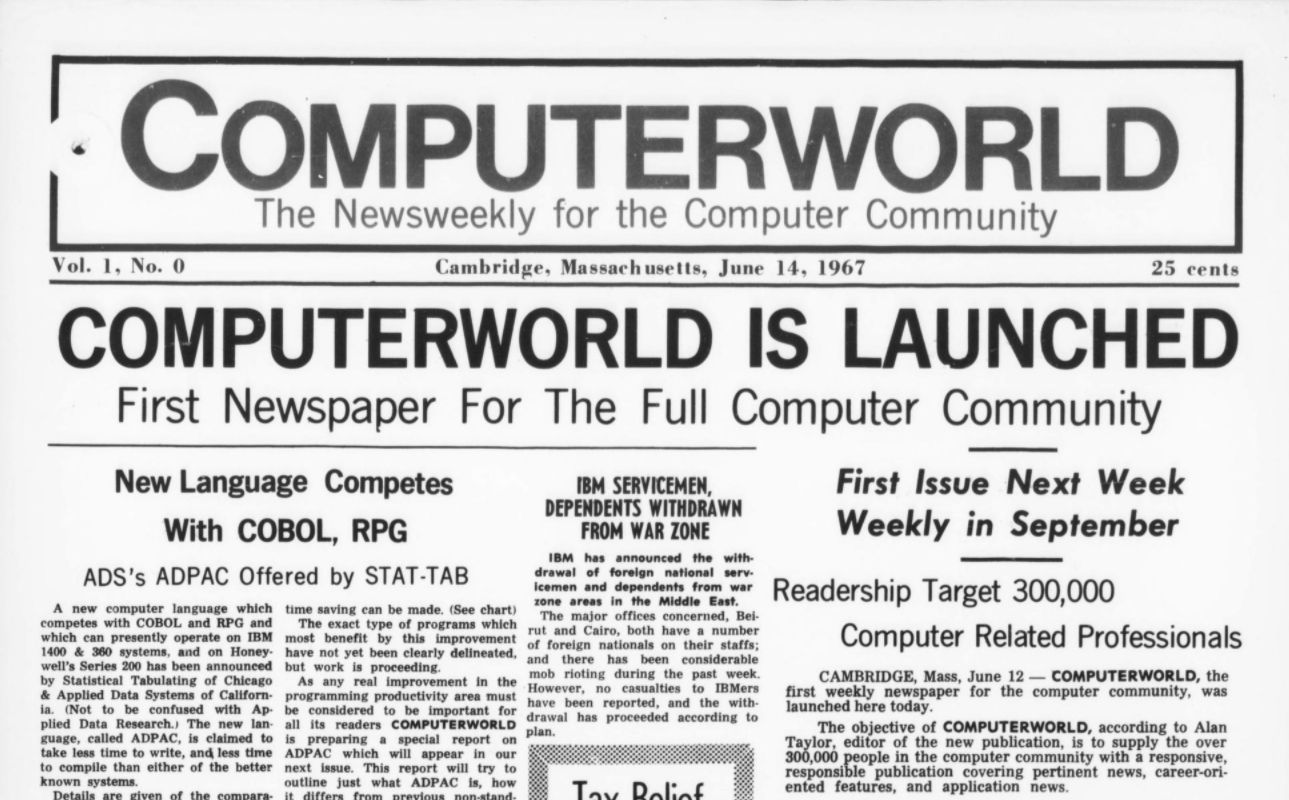 COMPUTERWORLD
The Newsweekly for the Computer Community
Vol. 1, No. 0
Cambridge, Massachusetts, June 14, 1967
25 cents
COMPUTERWORLD IS LAUNCHED
First Newspaper For The Full Computer Community
New Language Competes
With COBOL, RPG
ADS's ADPAC Offered by STAT-TAB
A new computer language which
competes with COBOL and RPG and
which can presently operate on IBM
1400 & 360 systems, and on Honey-
well's Series 200 has been announced
by Statistical Tabulating of Chicago
& Applied Data Systems of Californ-
ia. (Not to be confused with Ap-
plied Data Research.) The new lan-
guage, called ADPAC, is claimed to
take less time to write, and less time
to compile than either of the better
known systems.
Details are given of the compara-
time saving can be made. (See chart)
The exact type of programs which
most benefit by this improvement
have not yet been clearly delineated,
but work is proceeding.
As any real improvement in the
programming productivity area must
be considered to be important for
all its readers COMPUTERWORLD
is preparing a special report on
ADPAC which will appear in our
next issue. This report will try to
outline just what ADPAC is, how
it differs from previous non-stand-
IBM SERVICEMEN,
DEPENDENTS WITHDRAWN
FROM WAR ZONE
IBM has announced the with-
drawal of foreign national serv-
icemen and dependents from war
zone areas in the Middle East.
The major offices concerned, Bei-
rut and Cairo, both have a number
of foreign nationals on their staffs;
and there has been considerable
mob rioting during the past week.
However, no casualties to IBMers
have been reported, and the with-
drawal has proceeded according to
plan.
Tax Relief
First Issue Next Week
Weekly in September
Readership Target 300,000
Computer Related Professionals
CAMBRIDGE, Mass, June 12 — COMPUTERWORLD, the
first weekly newspaper for the computer community, was
launched here today.
The objective of COMPUTERWORLD, according to Alan
Taylor, editor of the new publication, is to supply the over
300,000 people in the computer community with a responsive,
responsible publication covering pertinent news, career-ori-
ented features, and application news.